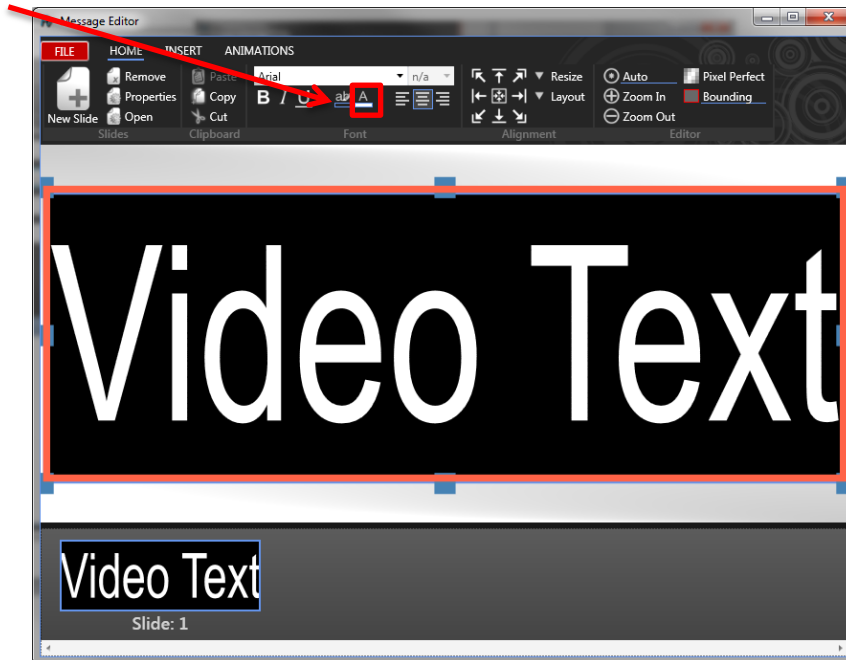 Message Editor
FILE HOME INSERT ANIMATIONS
Remove Paste Arial n/a Resize Auto Pixel Perfect
Properties Copy B I U ab A Layout Zoom In Bounding
New Slide Open Cut Zoom Out
Slides Clipboard Font Alignment Editor
Video Text
Video Text
Slide: 1